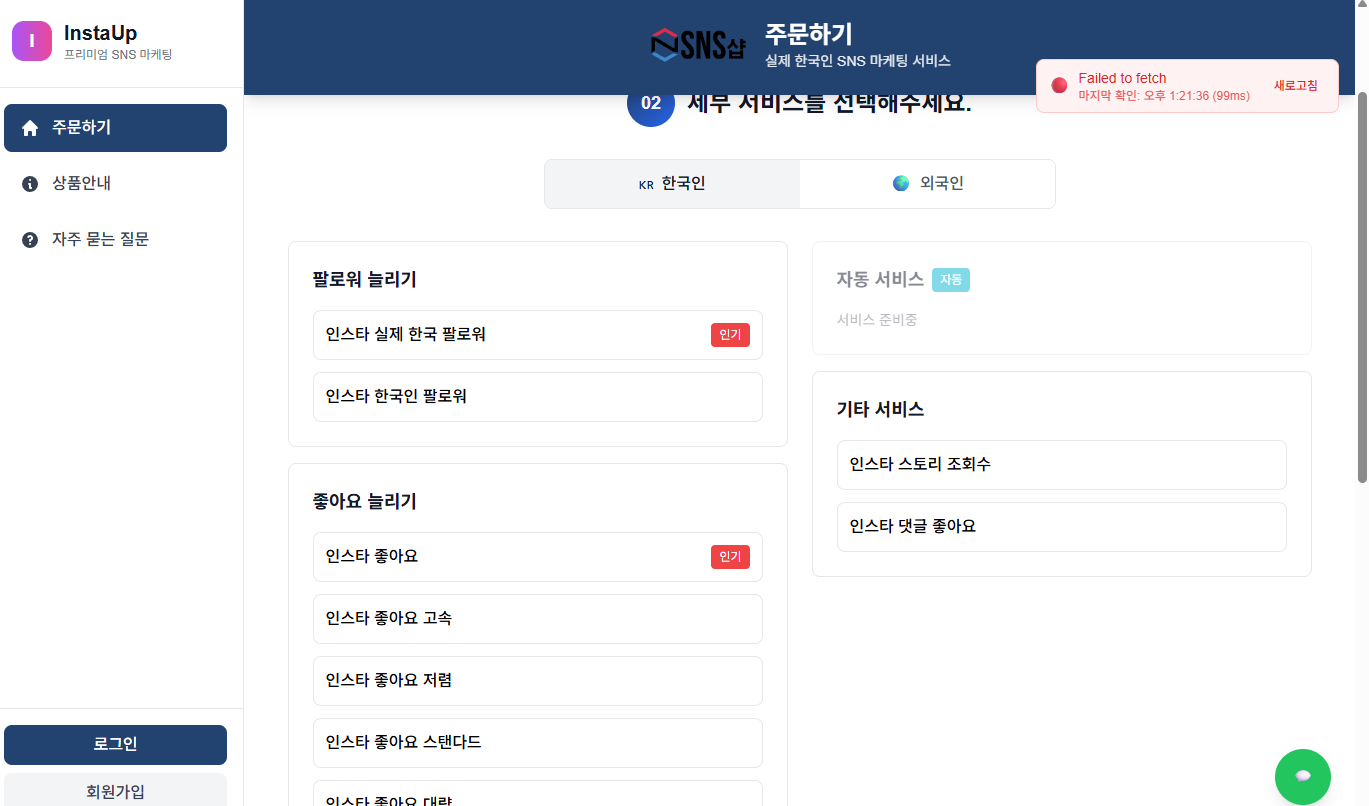 I
InstaUp
프리미엄 SNS 마케팅
주문하기
상품안내
자주 묻는 질문
로그인
회원가입
SNS샵
주문하기
실제 한국인 SNS 마케팅 서비스
Failed to fetch
마지막 확인: 오후 1:21:36 (99ms)
새로고침
02
세부 서비스를 선택해주세요.
KR 한국인
외국인
팔로워 늘리기
인스타 실제 한국 팔로워
인기
인스타 한국인 팔로워
좋아요 늘리기
인스타 좋아요
인기
인스타 좋아요 고속
인스타 좋아요 저렴
인스타 좋아요 스탠다드
인스타 좋아요 대량
자동 서비스 자동
서비스 준비중
기타 서비스
인스타 스토리 조회수
인스타 댓글 좋아요